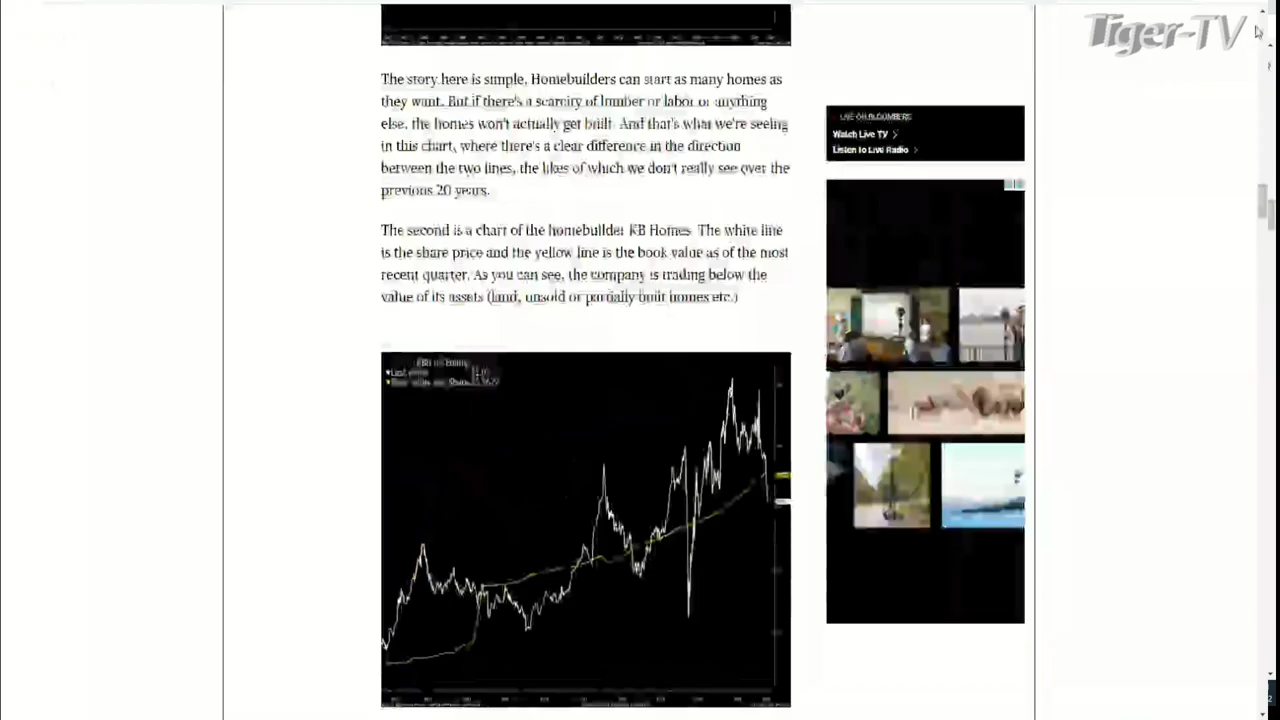 Tiger-TV
The story here is simple, Homebuilders can start as many homes as
they want. But if there's a scarcity of lumber or labor or anything
else, the homes won't actually get built. And that's what we're seeing
in this chart, where there's a clear difference in the direction
between the two lines, the likes of which we don't really see over the
previous 20 years.
The second is a chart of the homebuilder KB Homes. The white line
is the share price and the yellow line is the book value as of the most
recent quarter. As you can see, the company is trading below the
value of its assets (land, unsold or partially built homes etc.)
LIVE ON BLOOMBERG
Watch Live TV >
Listen to Live Radio >